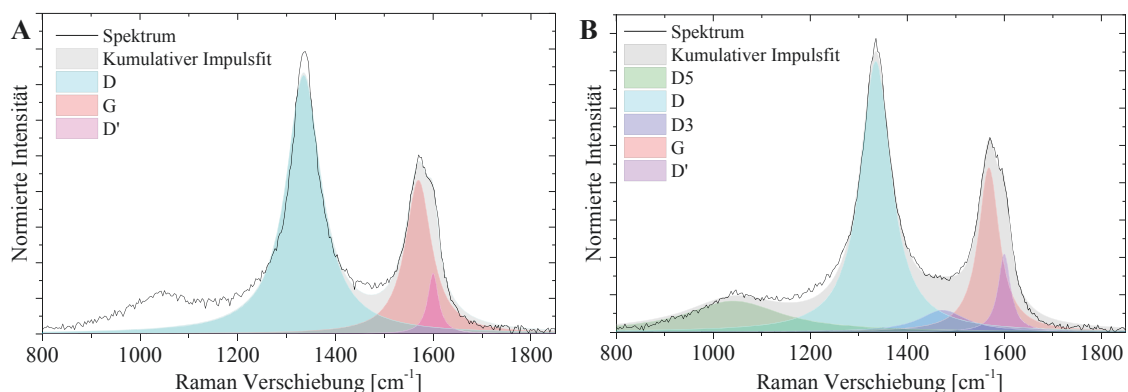 A
Spektrum
Kumulativer Impulsfit
D
G
D'
Normierte Intensität
800 1000 1200 1400 1600 1800
Raman Verschiebung [cm⁻¹]
B
Spektrum
Kumulativer Impulsfit
D5
D
D3
G
D'
Normierte Intensität
800 1000 1200 1400 1600 1800
Raman Verschiebung [cm⁻¹]